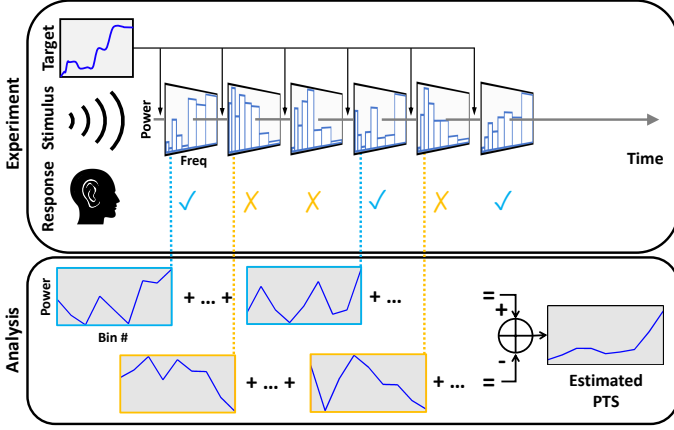 Experiment
Target
Stimulus
Response
Power
Freq
Time
✓ X X ✓ X ✓
Analysis
Power
Bin #
+ ... +
+ ...
=
+
-
+ ... +
+ ...
=
Estimated
PTS